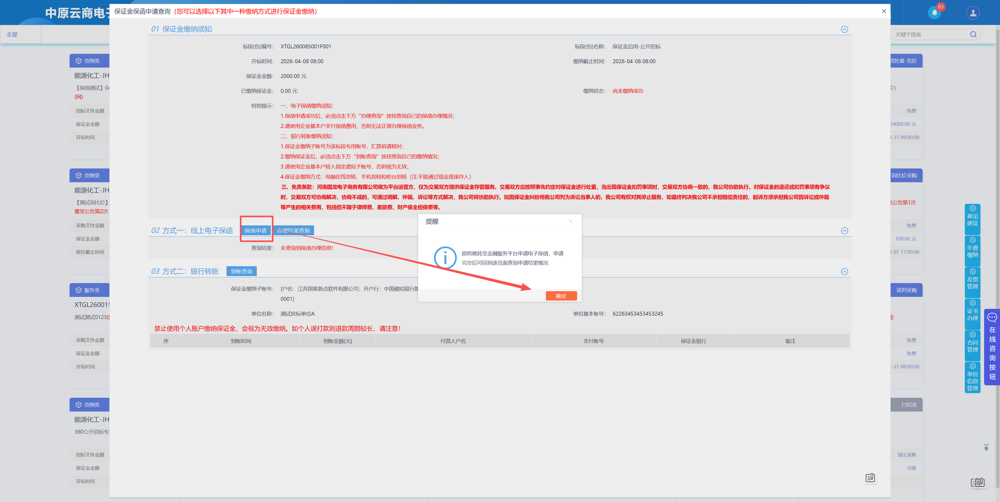 中原云商电子
83
保证金保函申请查询（您可以选择以下其中一种缴纳方式进行保证金缴纳）
全部
关键字搜索
01 保证金缴纳须知
标段(包)编号： XTGL260085001F001
标段(包)名称： 保证金沿用-公开招标
开标时间： 2026-04-08 08:00
缴纳截止时间： 2026-04-08 08:00
保证金金额： 2000.00 元
已缴纳保证金： 0.00 元
缴纳状态： 尚未缴纳成功
特别提示： 一、电子保函缴纳须知：
1.保函申请成功后，必须点击下方“办理查询”按钮查询自己的保函办理情况；
2.请使用企业基本户支付保函费用，否则无法正常办理保函业务。
二、银行转账缴纳须知：
1.保证金缴纳子账号为该标段专用账号，汇款前请核对；
2.缴纳保证金后，必须点击下方“到账查询”按钮查询自己的缴纳情况；
3.请使用企业基本户转入指定虚拟子账号，否则视为无效；
4.保证金缴纳方式：电脑在线划转、手机划转和柜台划转（注:不能通过现金直接存入）
三、免责条款：河南国龙电子商务有限公司做为平台运营方，仅为交易双方提供保证金存管服务。交易双方应按照事先约定对保证金进行处置，当出现保证金扣罚事项时，交易双方协商一致的，我公司协助执行。对保证金的退还或扣罚事项有争议
时，交易双方可协商解决，协商不成的，可通过调解、仲裁、诉讼等方式解决，我公司将协助执行。如因保证金纠纷将我公司列为诉讼当事人的，我公司有权对其停止服务，如最终判决我公司不承担赔偿责任的，起诉方须承担我公司因诉讼或仲裁
等产生的相关费用，包括但不限于律师费、差旅费、财产保全担保费等。
02 方式一：线上电子保函 保函申请 办理结果查询
查询结果： 未查询到保函办理信息!
03 方式二：银行转账 到账查询
保证金缴纳子账号： [户名：江苏国泰新点软件有限公司；开户行：中国模拟银行新
0001]
单位名称： 测试投标单位A
单位基本账号： 62263453453453245
禁止使用个人账户缴纳保证金，会视为无效缴纳。如个人误打款则退款周期较长，请注意！
序 到账时间 到账金额(元) 付款人户名 支付账号 保证金银行 备注
提醒
即将跳转至金融服务平台申请电子保函，申请
完毕后可回到该页面查询申请结果情况
确定
货物类
能源化工-JH
【保函测试】04
(网)
招标文件金额
保证金金额
开标时间
货物类
能源化工-JH
【测试询比价】
重发公告第2次
采购文件金额
保证金金额
报价截止时间
服务类
XTGL260015
测试测试0123
采购文件金额
保证金金额
开标时间
货物类
能源化工-JH
360公开招标专
招标文件金额
保证金金额
开标时间
资处置-竞价
价)
免费
50000.00 元
-31 09:00:00
询比价采购
发公告第1次
免费
100.00 元
-07 17:00:00
谈判采购
免费
免费
-21 08:00:00
已结束
询比采购
马锋
意见
建议
年费
缴纳
发票
管理
证书
办理
合同
管理
单位
信息
管理
在
线
咨
询
按
钮